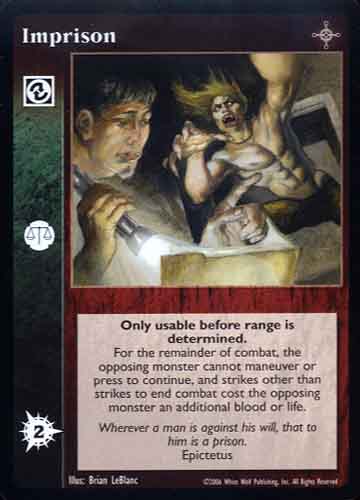 Imprison
Only usable before range is
determined.
For the remainder of combat, the
opposing monster cannot maneuver or
press to continue, and strikes other than
strikes to end combat cost the opposing
monster an additional blood or life.
Wherever a man is against his will, that to
him is a prison.
Epictetus
2
Illus: Brian LeBlanc ©2006 White Wolf Publishing, Inc. All Rights Reserved